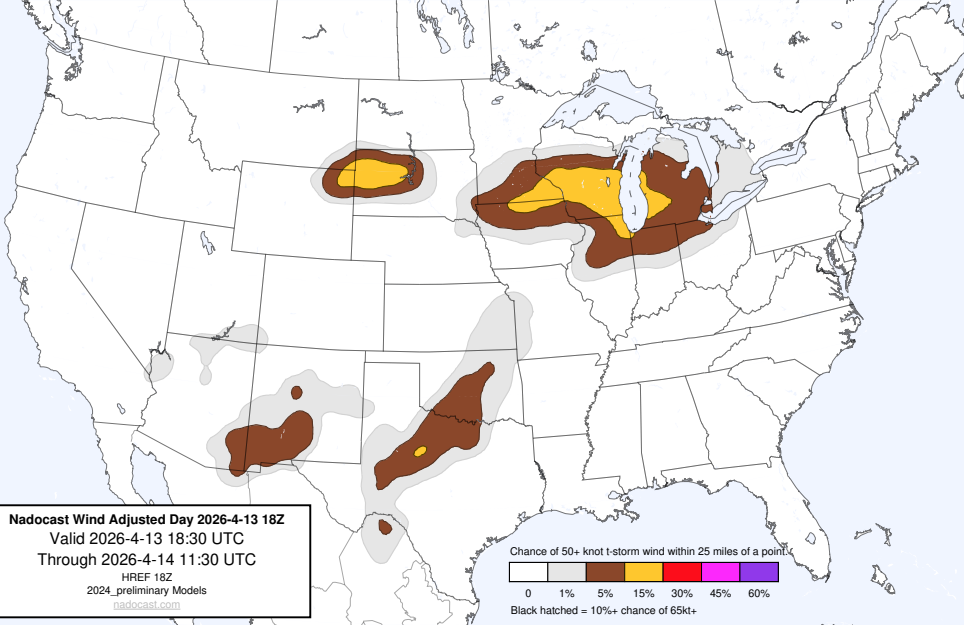 Nadocast Wind Adjusted Day 2026-4-13 18Z
Valid 2026-4-13 18:30 UTC
Through 2026-4-14 11:30 UTC
HREF 18Z
2024_preliminary Models
nadocast.com
Chance of 50+ knot t-storm wind within 25 miles of a point.
0 1% 5% 15% 30% 45% 60%
Black hatched = 10%+ chance of 65kt+